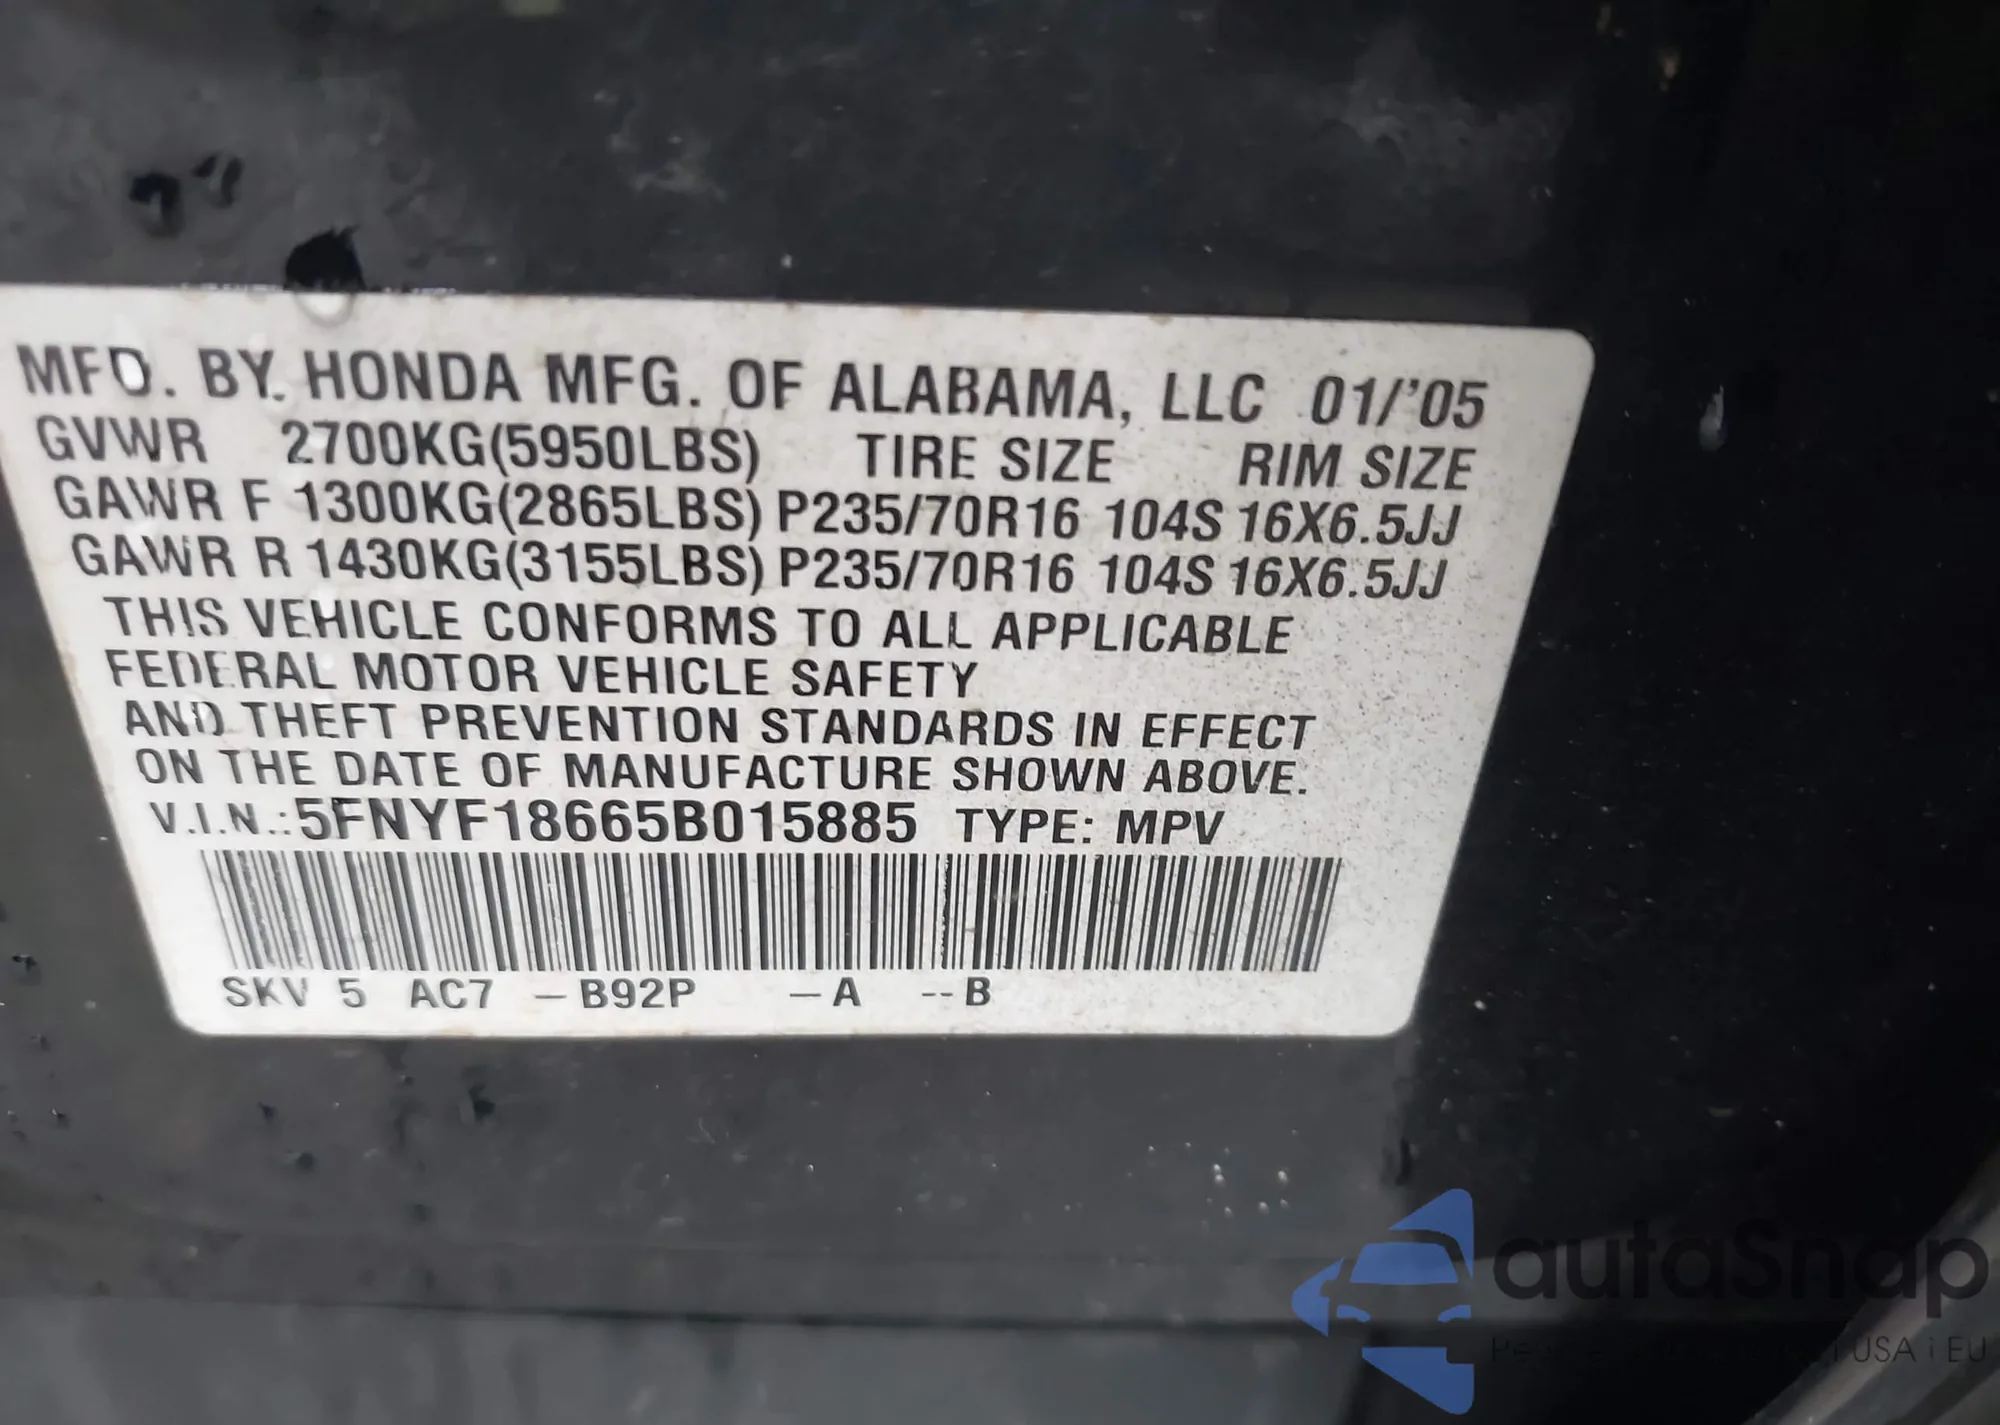 MFD. BY. HONDA MFG. OF ALABAMA, LLC 01/'05
GVWR 2700KG(5950LBS) TIRE SIZE RIM SIZE
GAWR F 1300KG(2865LBS) P235/70R16 104S 16X6.5JJ
GAWR R 1430KG(3155LBS) P235/70R16 104S 16X6.5JJ
THIS VEHICLE CONFORMS TO ALL APPLICABLE
FEDERAL MOTOR VEHICLE SAFETY
AND THEFT PREVENTION STANDARDS IN EFFECT
ON THE DATE OF MANUFACTURE SHOWN ABOVE.
V.I.N.:5FNYF18665B015885 TYPE: MPV
SKV 5 AC7 -B92P -A --B
autaSnap
i USA i EU